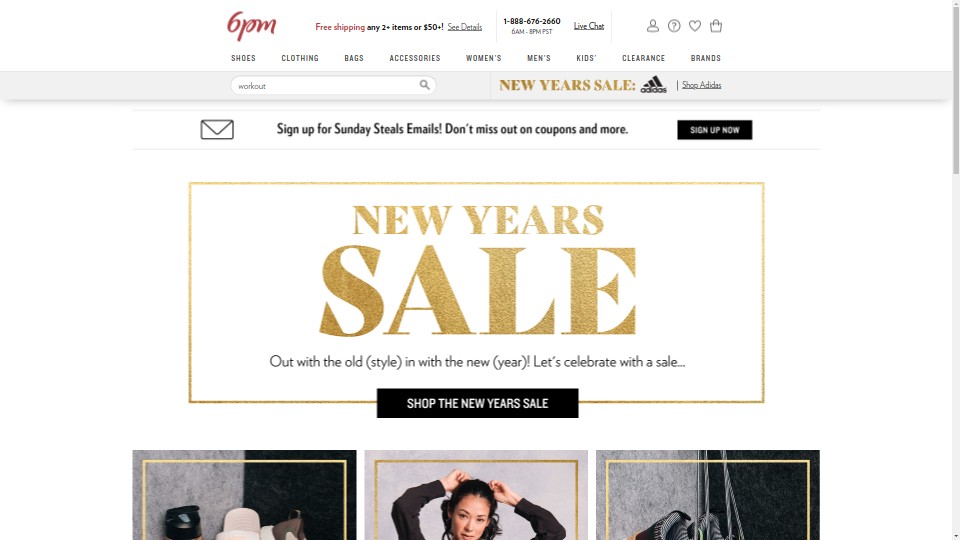 6pm
Free shipping any 2+ items or $50+! See Details
1-888-676-2660
6AM - 8PM PST
Live Chat
SHOES CLOTHING BAGS ACCESSORIES WOMEN'S MEN'S KIDS' CLEARANCE BRANDS
workout
NEW YEARS SALE: adidas | Shop Adidas
Sign up for Sunday Steals Emails! Don't miss out on coupons and more.
SIGN UP NOW
NEW YEARS
SALE
Out with the old (style) in with the new (year)! Let's celebrate with a sale...
SHOP THE NEW YEARS SALE